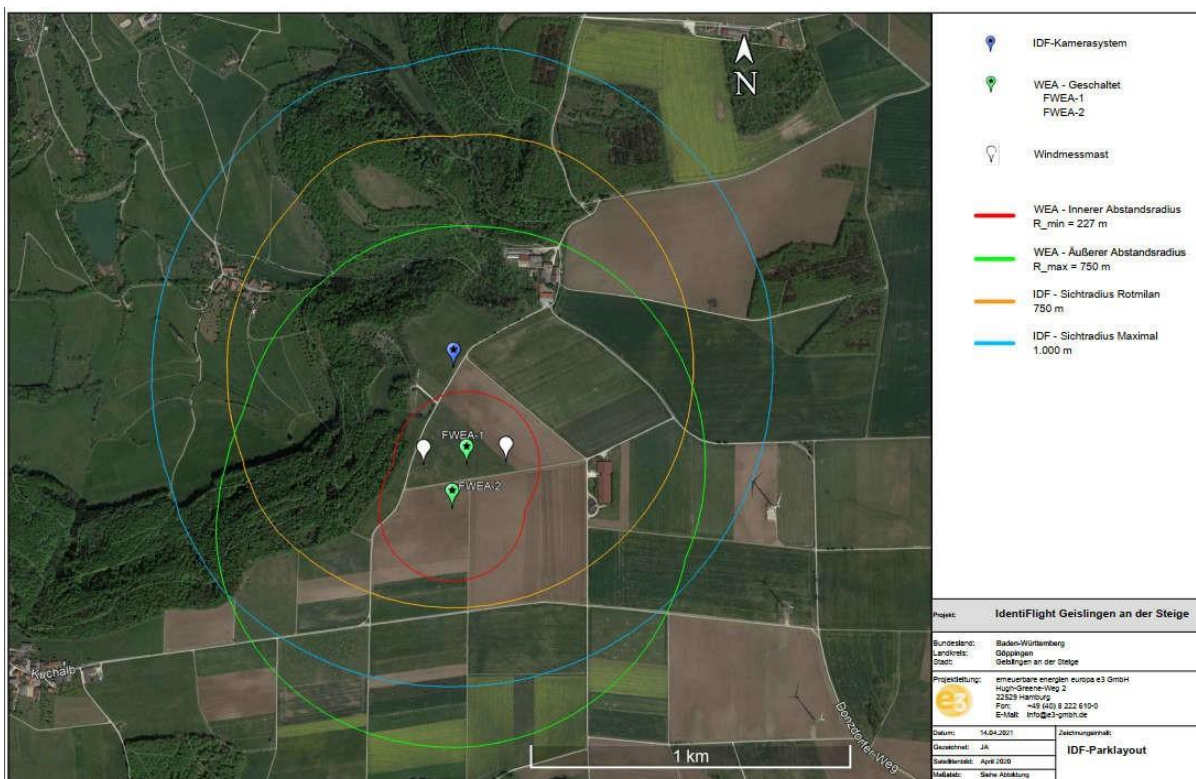 N
FWEA-1
FWEA-2
Kuchalb
Donzdorfer-Weg
1 km
IDF-Kamerasystem
WEA - Geschaltet
FWEA-1
FWEA-2
Windmessmast
WEA - Innerer Abstandsradius
R_min = 227 m
WEA - Äußerer Abstandsradius
R_max = 750 m
IDF - Sichtradius Rotmilan
750 m
IDF - Sichtradius Maximal
1.000 m
Projekt: IdentiFlight Geislingen an der Steige
Bundesland: Baden-Württemberg
Landkreis: Göppingen
Stadt: Geislingen an der Steige
Projektleitung: erneuerbare energien europa e3 GmbH
Hugh-Greene-Weg 2
22529 Hamburg
Fon: +49 (40) 8 222 610-0
E-Mail: info@e3-gmbh.de
e3
Datum: 14.04.2021
Zeichnungsinhalt:
Gezeichnet: JA
IDF-Parklayout
Satellitenbild: April 2020
Maßstab: Siehe Abbildung